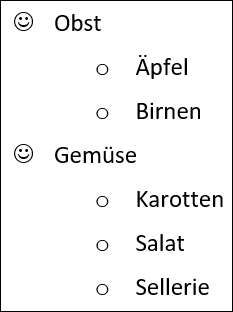 ☺ Obst
o Äpfel
o Birnen
☺ Gemüse
o Karotten
o Salat
o Sellerie